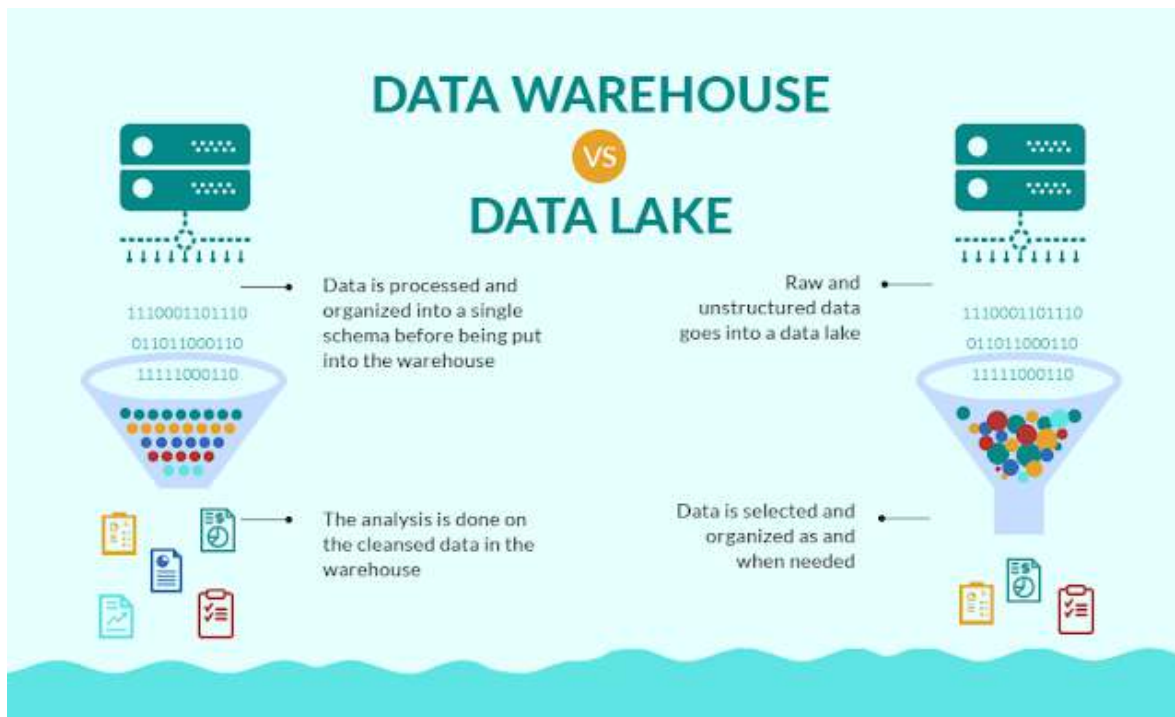 DATA WAREHOUSE
VS
DATA LAKE
Data is processed and
organized into a single
schema before being put
into the warehouse
1110001101110
011011000110
11111000110
The analysis is done on
the cleansed data in the
warehouse
Raw and
unstructured data
goes into a data lake
1110001101110
011011000110
11111000110
Data is selected and
organized as and
when needed